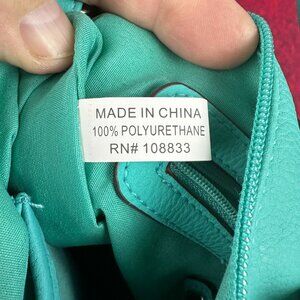 MADE IN CHINA
100% POLYURETHANE
RN# 108833